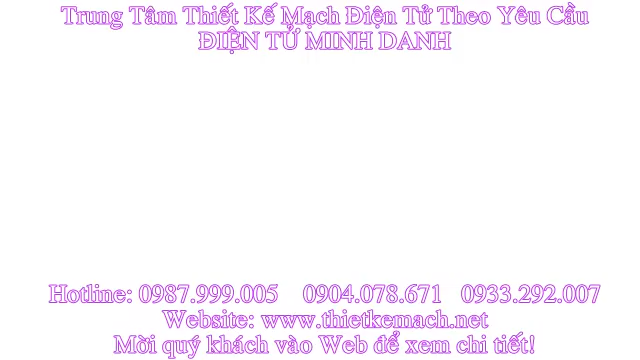 Trung Tâm Thiết Kế Mạch Điện Tử Theo Yêu Cầu
ĐIỆN TỬ MINH DANH
Hotline: 0987.999.005 0904.078.671 0933.292.007
Website: www.thietkemach.net
Mời quý khách vào Web để xem chi tiết!